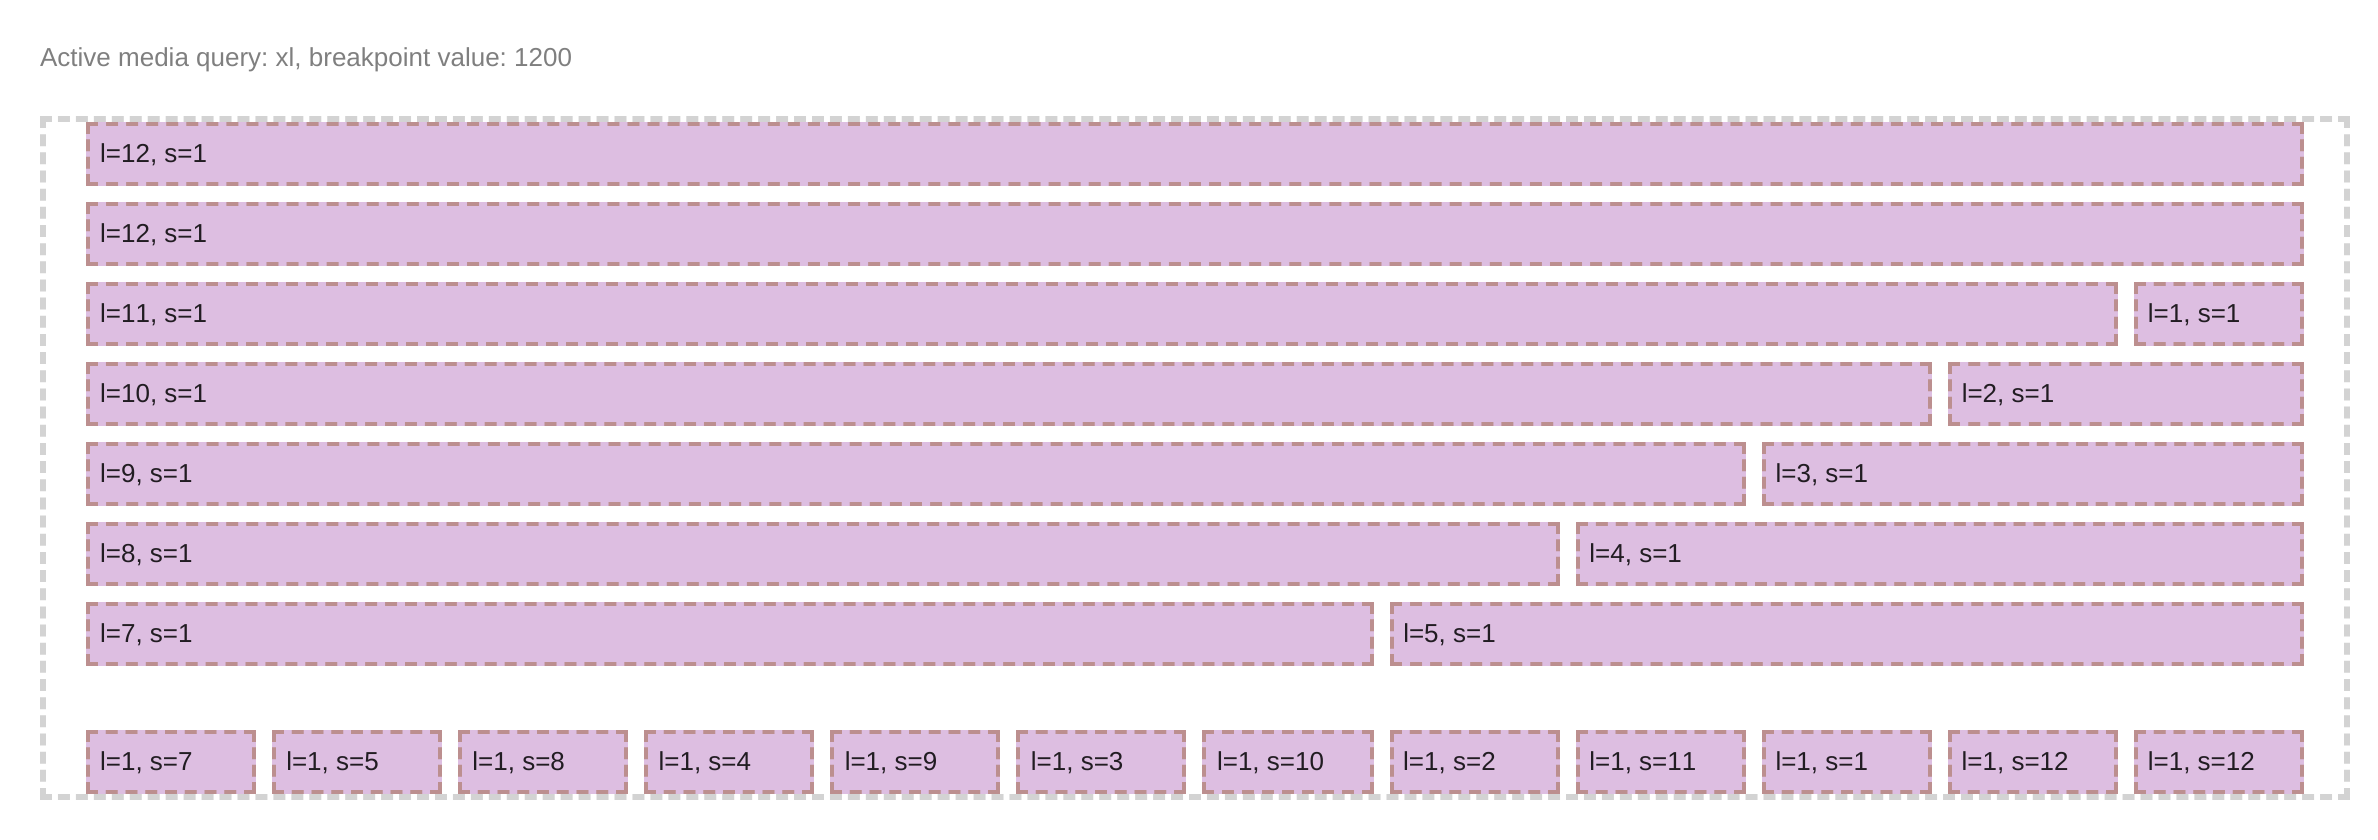 Active media query: xl, breakpoint value: 1200
l=12, s=1
l=12, s=1
l=11, s=1 l=1, s=1
l=10, s=1 l=2, s=1
l=9, s=1 l=3, s=1
l=8, s=1 l=4, s=1
l=7, s=1 l=5, s=1
l=1, s=7 l=1, s=5 l=1, s=8 l=1, s=4 l=1, s=9 l=1, s=3 l=1, s=10 l=1, s=2 l=1, s=11 l=1, s=1 l=1, s=12 l=1, s=12